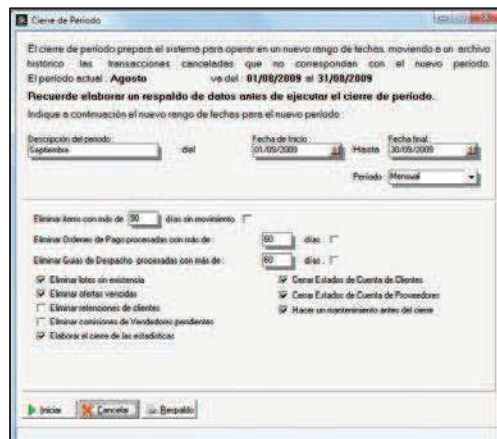 Cierre de Periodo
El cierre de período prepara el sistema para operar en un nuevo rango de fechas, moviendo a un archivo
histórico las transacciones canceladas que no correspondan con el nuevo período.
El período actual : Agosto va del : 01/08/2009 al 31/08/2009
Recuerde elaborar un respaldo de datos antes de ejecutar el cierre de período.
Indique a continuación el nuevo rango de fechas para el nuevo período
Descripción del período : Fecha de Inicio : Fecha final :
Septiembre del 01/09/2009 Hasta 30/09/2009
Período Mensual
Eliminar items con más de 90 días sin movimiento
Eliminar Ordenes de Pago procesadas con más de : 60 días :
Eliminar Guías de Despacho procesadas con más de : 60 días :
Eliminar lotes sin existencia Cerrar Estados de Cuenta de Clientes
Eliminar ofertas vencidas Cerrar Estados de Cuenta de Proveedores
Eliminar retenciones de clientes Hacer un mantenimiento antes del cierre
Eliminar comisiones de Vendedores pendientes
Elaborar el cierre de las estadísticas
Iniciar Cancelar Respaldo